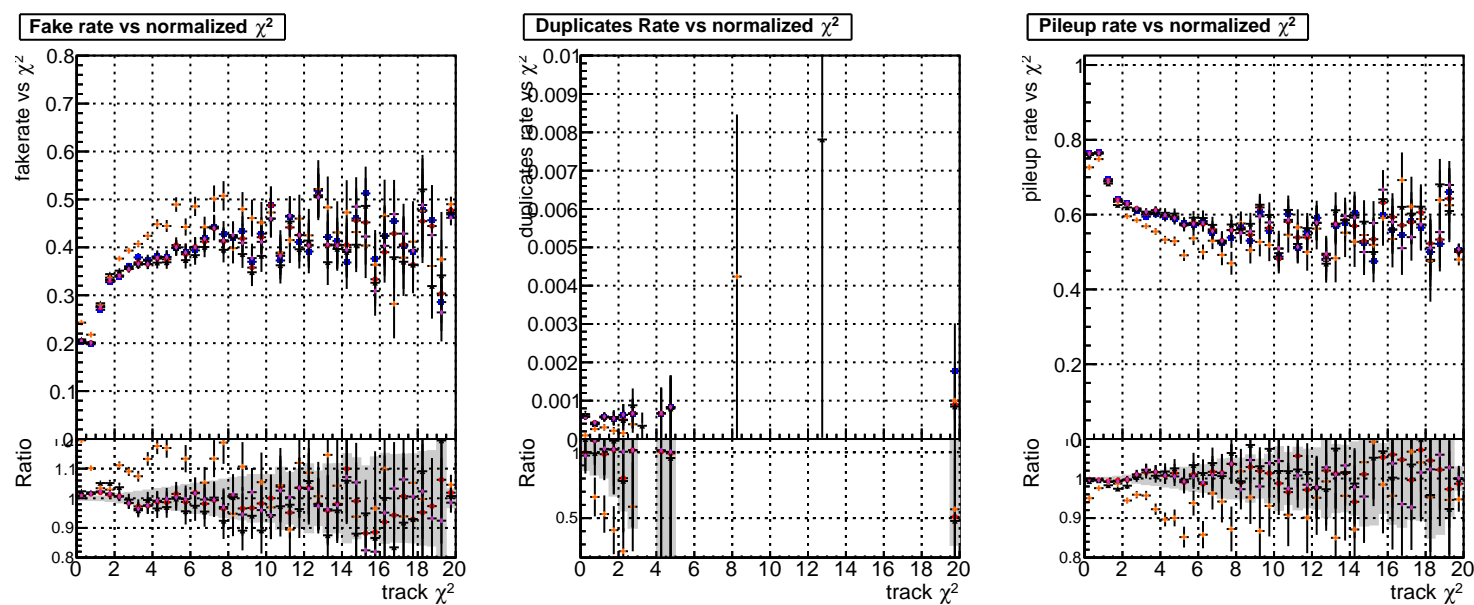 Fake rate vs normalized χ²
fakerate vs χ²
0.8
0.7
0.6
0.5
0.4
0.3
0.2
0.1
0
Ratio
1.1
1
0.9
0.8
0 2 4 6 8 10 12 14 16 18 20
track χ²
Duplicates Rate vs normalized χ²
duplicates rate vs χ²
0.01
0.009
0.008
0.007
0.006
0.005
0.004
0.003
0.002
0.001
0
Ratio
1
0.5
0 2 4 6 8 10 12 14 16 18 20
track χ²
Pileup rate vs normalized χ²
pileup rate vs χ²
1
0.8
0.6
0.4
0.2
0
Ratio
1
0.9
0.8
0 2 4 6 8 10 12 14 16 18 20
track χ²